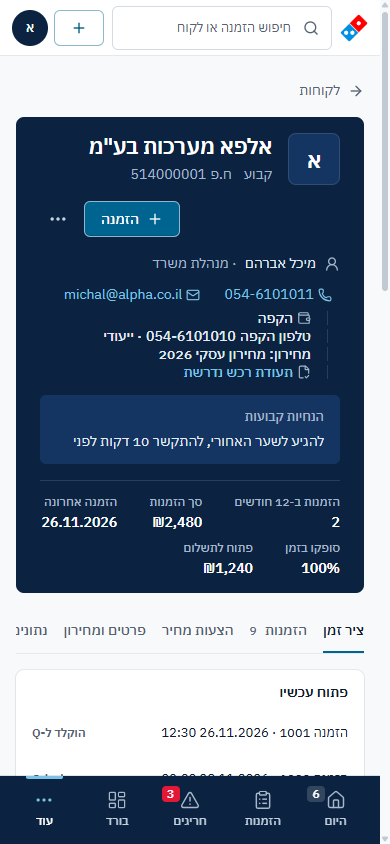 חיפוש הזמנה או לקוח
א
לקוחות
א
אלפא מערכות בע"מ
קבוע ח.פ 514000001
הזמנה
מיכל אברהם · מנהלת משרד
054-6101011 michal@alpha.co.il
הקפה
טלפון הקפה 054-6101010 · ייעודי
מחירון: מחירון עסקי 2026
תעודת רכש נדרשת
הנחיות קבועות
להגיע לשער האחורי, להתקשר 10 דקות לפני
הזמנות ב-12 חודשים סך הזמנות הזמנה אחרונה
2 ₪2,480 26.11.2026
סופקו בזמן פתוח לתשלום
100% ₪1,240
ציר זמן הזמנות 9 הצעות מחיר פרטים ומחירון נתונים
פתוח עכשיו
הזמנה 1001 · 26.11.2026 12:30 הוקלד ל-Q
6 3
היום הזמנות חריגים בורד עוד